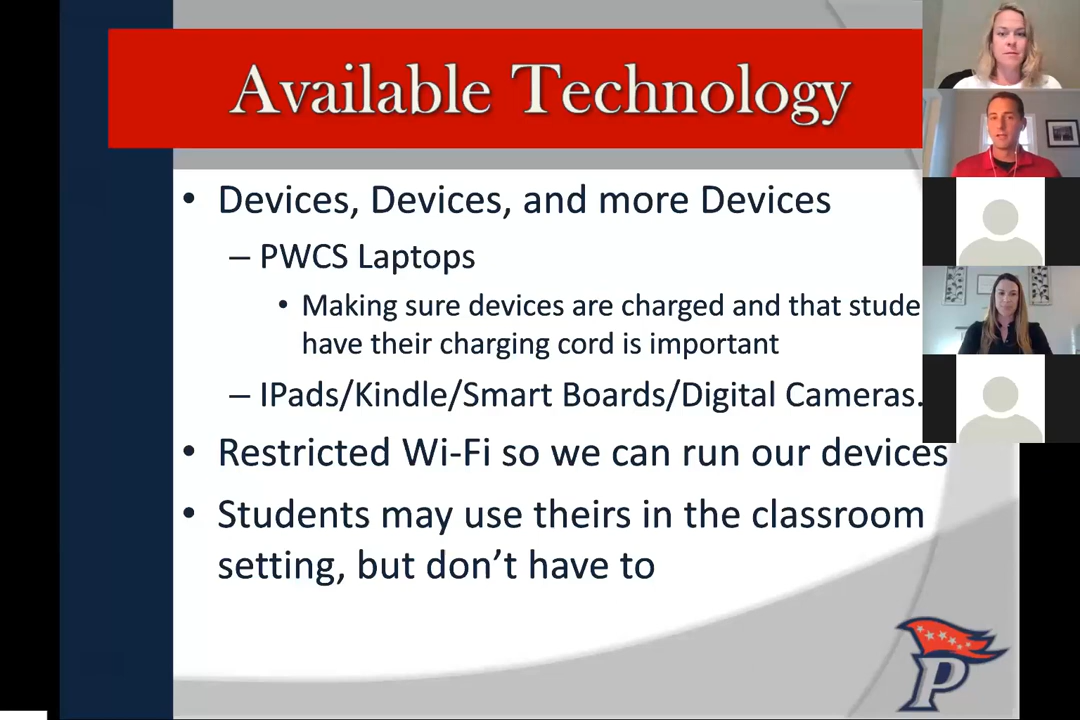 Available Technology
• Devices, Devices, and more Devices
– PWCS Laptops
• Making sure devices are charged and that stude
have their charging cord is important
– IPads/Kindle/Smart Boards/Digital Cameras.
• Restricted Wi-Fi so we can run our devices
• Students may use theirs in the classroom
setting, but don’t have to
P